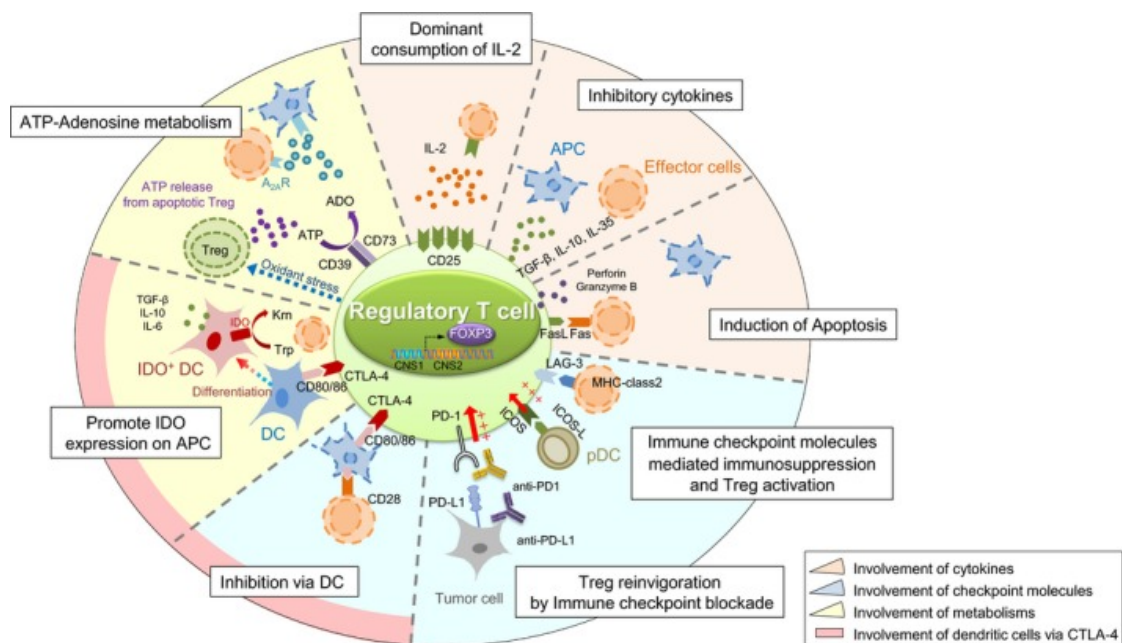 Dominant
consumption of IL-2
Inhibitory cytokines
ATP-Adenosine metabolism
IL-2
APC
Effector cells
A2AR
ATP release
from apoptotic Treg
ADO
ATP
CD73
CD39
Treg
Oxidant stress
CD25
TGF-β, IL-10, IL-35
Perforin
Granzyme B
Induction of Apoptosis
Regulatory T cell
FOXP3
CNS1
CNS2
FasL
Fas
TGF-β
IL-10
IL-6
IDO
Krn
Trp
IDO+ DC
Differentiation
CD80/86
CTLA-4
DC
LAG-3
MHC-class2
Promote IDO
expression on APC
CTLA-4
CD80/86
CD28
PD-1
+++
ICOS
××
ICOS-L
pDC
Immune checkpoint molecules
mediated immunosuppression
and Treg activation
anti-PD1
PD-L1
anti-PD-L1
Tumor cell
Inhibition via DC
Treg reinvigoration
by Immune checkpoint blockade
Involvement of cytokines
Involvement of checkpoint molecules
Involvement of metabolisms
Involvement of dendritic cells via CTLA-4